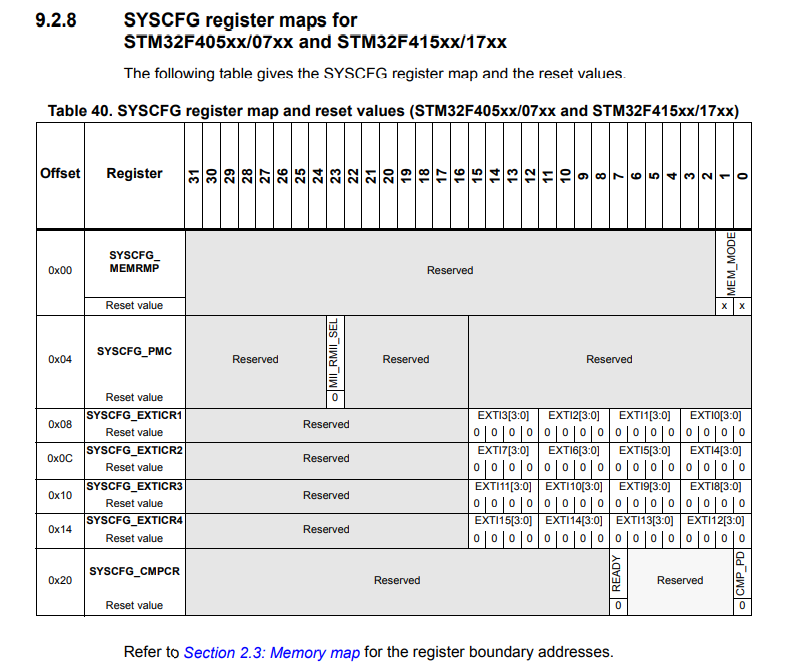 9.2.8 SYSCFG register maps for
STM32F405xx/07xx and STM32F415xx/17xx
The following table gives the SYSCFG register map and the reset values.
Table 40. SYSCFG register map and reset values (STM32F405xx/07xx and STM32F415xx/17xx)
Offset Register 31 30 29 28 27 26 25 24 23 22 21 20 19 18 17 16 15 14 13 12 11 10 9 8 7 6 5 4 3 2 1 0
0x00 SYSCFG_ Reserved MEM_MODE
MEMRMP
Reset value x x
0x04 SYSCFG_PMC Reserved MII_RMII_SEL Reserved Reserved
Reset value 0
0x08 SYSCFG_EXTICR1 Reserved EXTI3[3:0] EXTI2[3:0] EXTI1[3:0] EXTI0[3:0]
Reset value 0 0 0 0 0 0 0 0 0 0 0 0 0 0 0 0
0x0C SYSCFG_EXTICR2 Reserved EXTI7[3:0] EXTI6[3:0] EXTI5[3:0] EXTI4[3:0]
Reset value 0 0 0 0 0 0 0 0 0 0 0 0 0 0 0 0
0x10 SYSCFG_EXTICR3 Reserved EXTI11[3:0] EXTI10[3:0] EXTI9[3:0] EXTI8[3:0]
Reset value 0 0 0 0 0 0 0 0 0 0 0 0 0 0 0 0
0x14 SYSCFG_EXTICR4 Reserved EXTI15[3:0] EXTI14[3:0] EXTI13[3:0] EXTI12[3:0]
Reset value 0 0 0 0 0 0 0 0 0 0 0 0 0 0 0 0
0x20 SYSCFG_CMPCR Reserved READY Reserved CMP_PD
Reset value 0 0
Refer to Section 2.3: Memory map for the register boundary addresses.